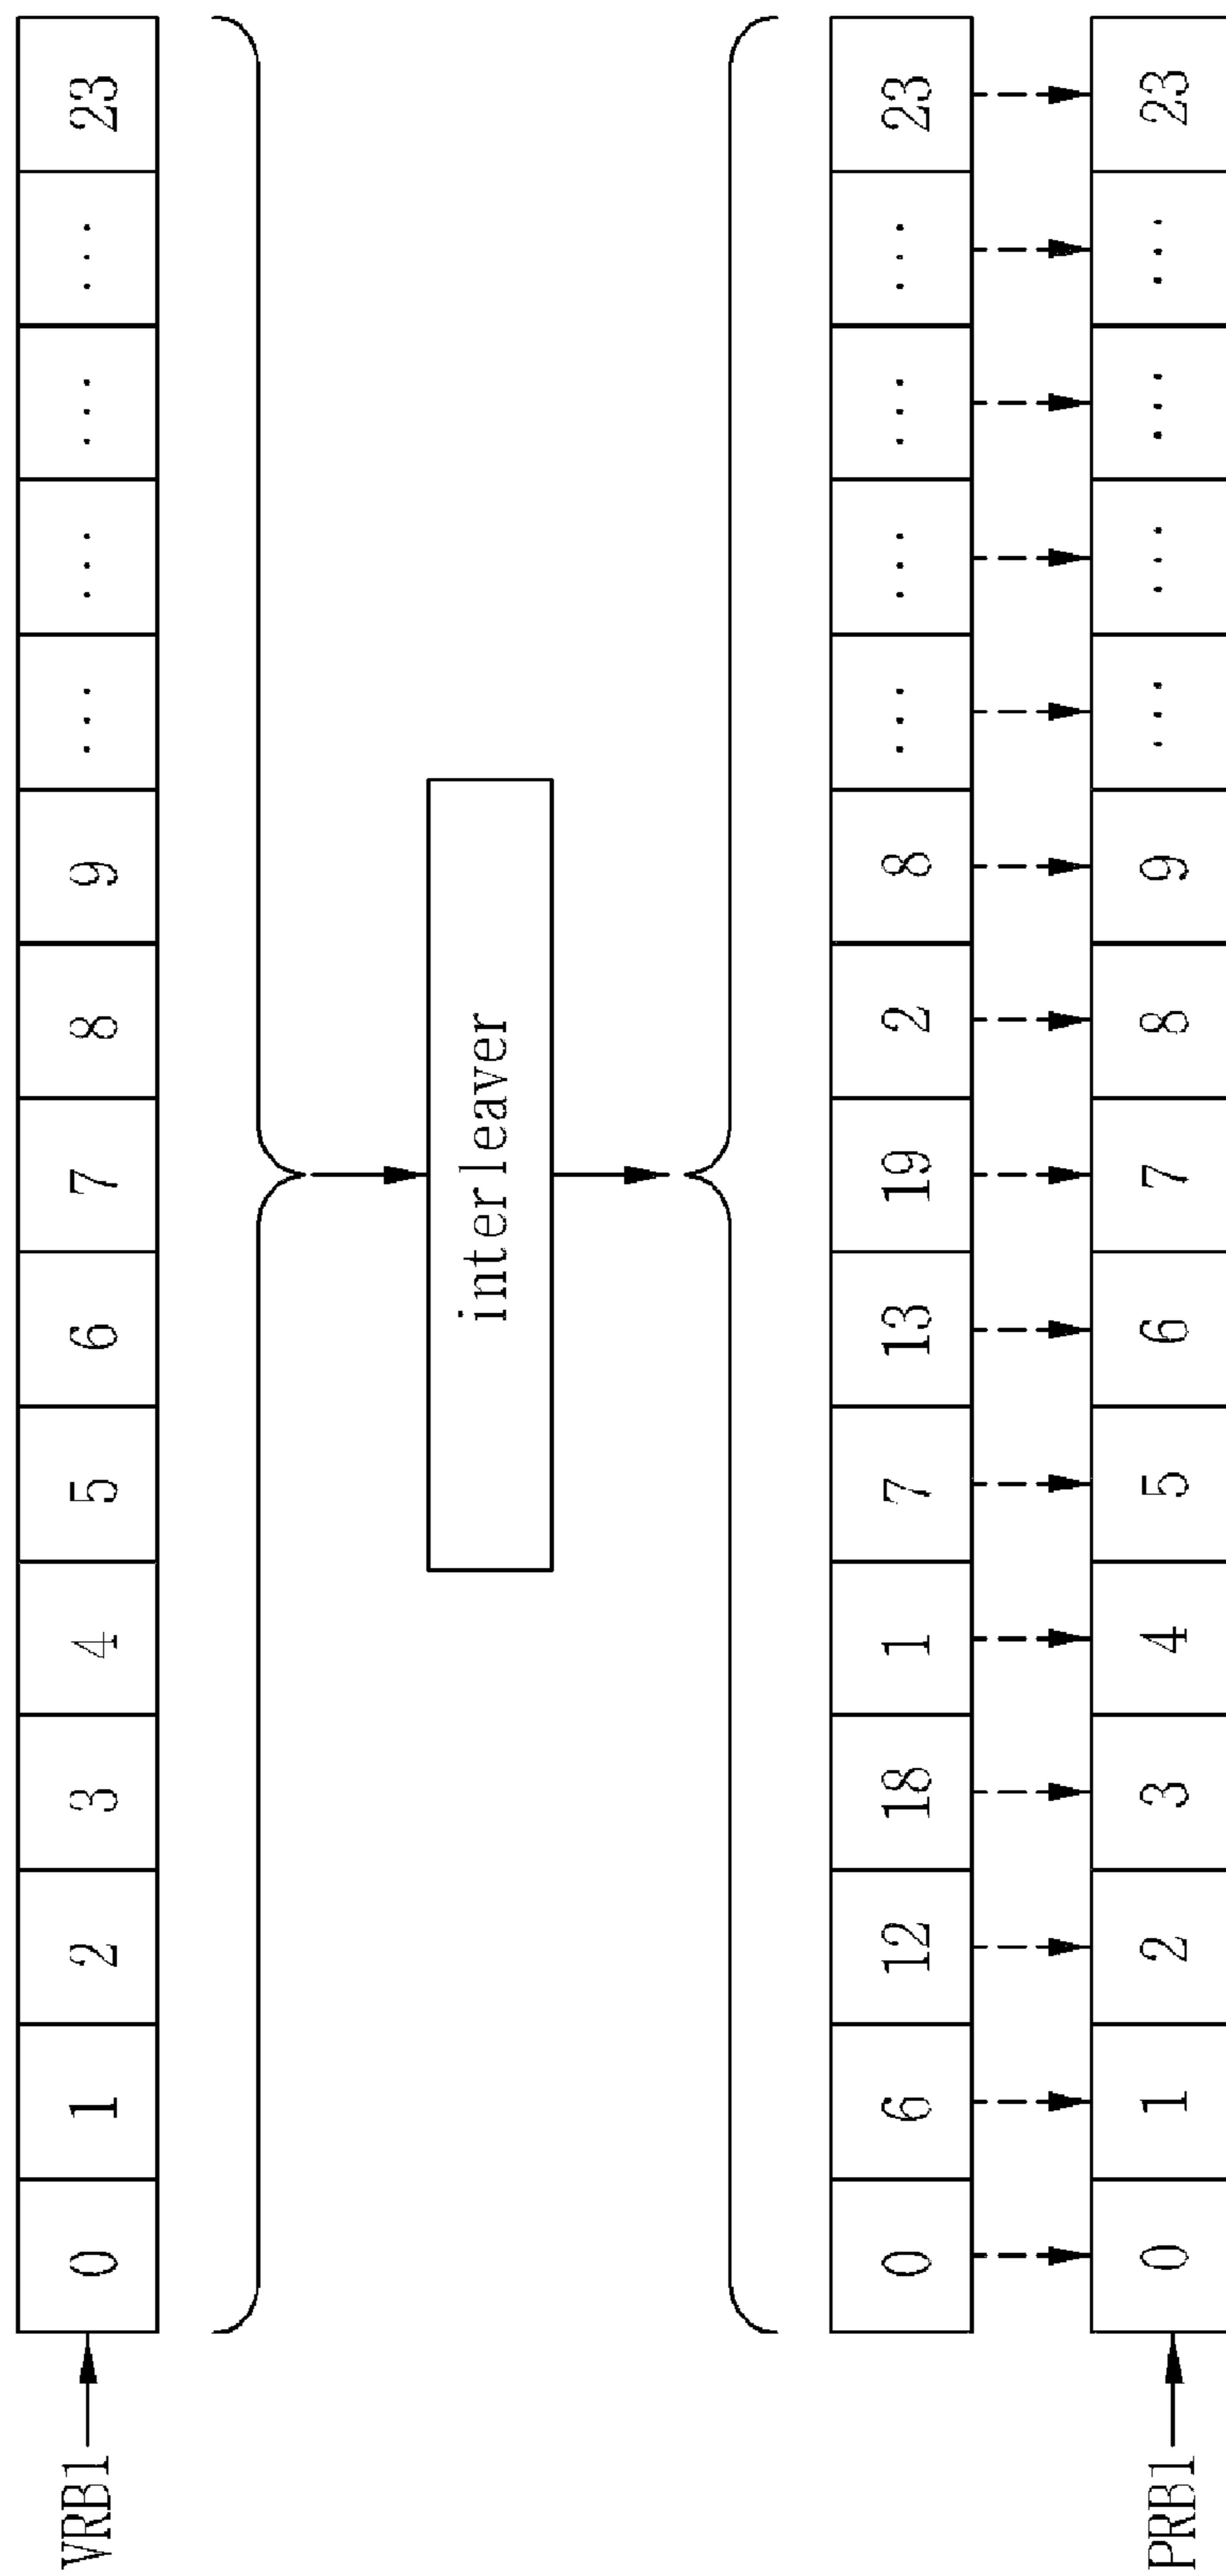 VRB1 0 1 2 3 4 5 6 7 8 9 ... ... ... ... 23
interleaver
0 6 12 18 1 7 13 19 2 8 ... ... ... ... 23
PRB1 0 1 2 3 4 5 6 7 8 9 ... ... ... ... 23